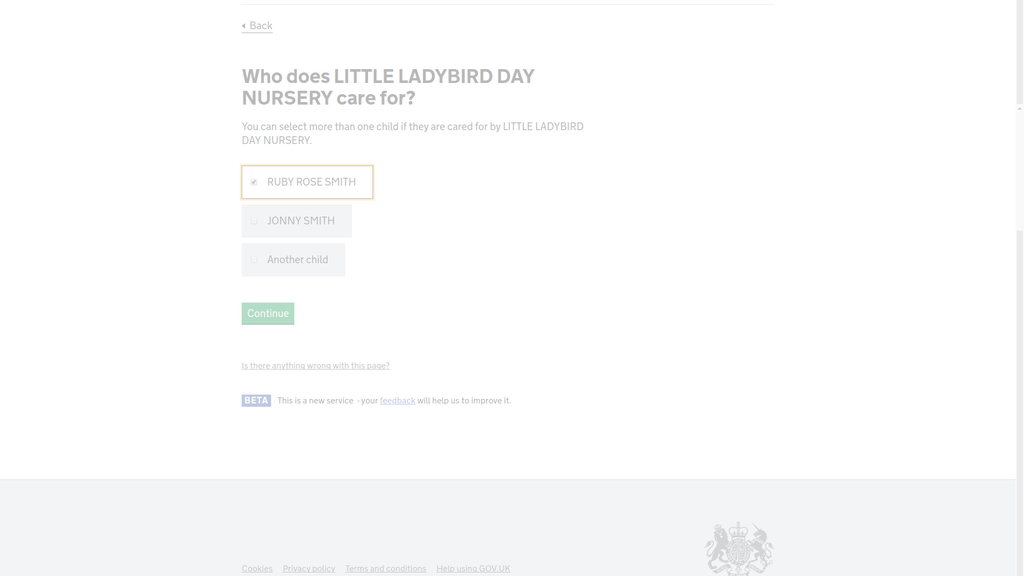 Back
Who does LITTLE LADYBIRD DAY
NURSERY care for?
You can select more than one child if they are cared for by LITTLE LADYBIRD
DAY NURSERY.
RUBY ROSE SMITH
JONNY SMITH
Another child
Continue
Is there anything wrong with this page?
BETA This is a new service - your feedback will help us to improve it.
Cookies Privacy policy Terms and conditions Help using GOV.UK